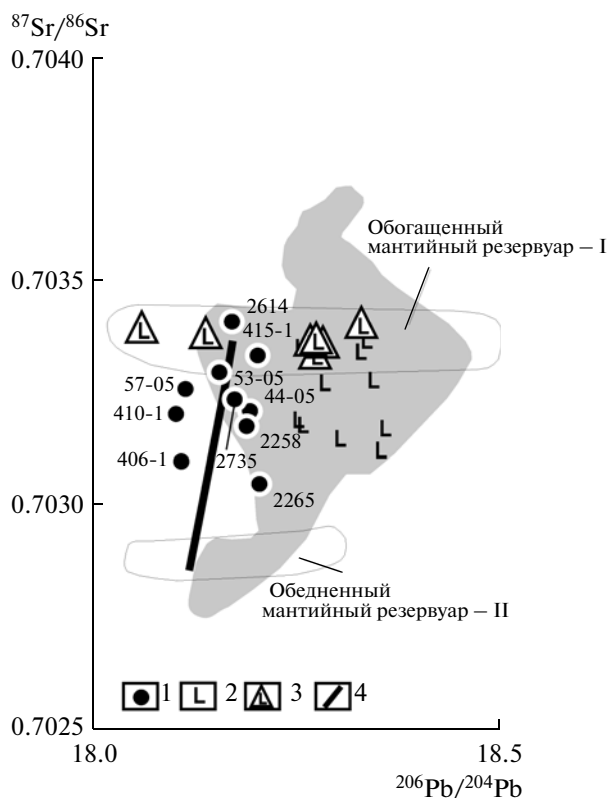 ⁸⁷Sr/⁸⁶Sr
0.7040
Обогащенный
мантийный резервуар – I
0.7035
2614
415-1
53-05
57-05
44-05
410-1
2258
406-1
2735
2265
0.7030
Обедненный
мантийный резервуар – II
L 1 L 2 L 3 4
0.7025
18.0 18.5
²⁰⁶Pb/²⁰⁴Pb